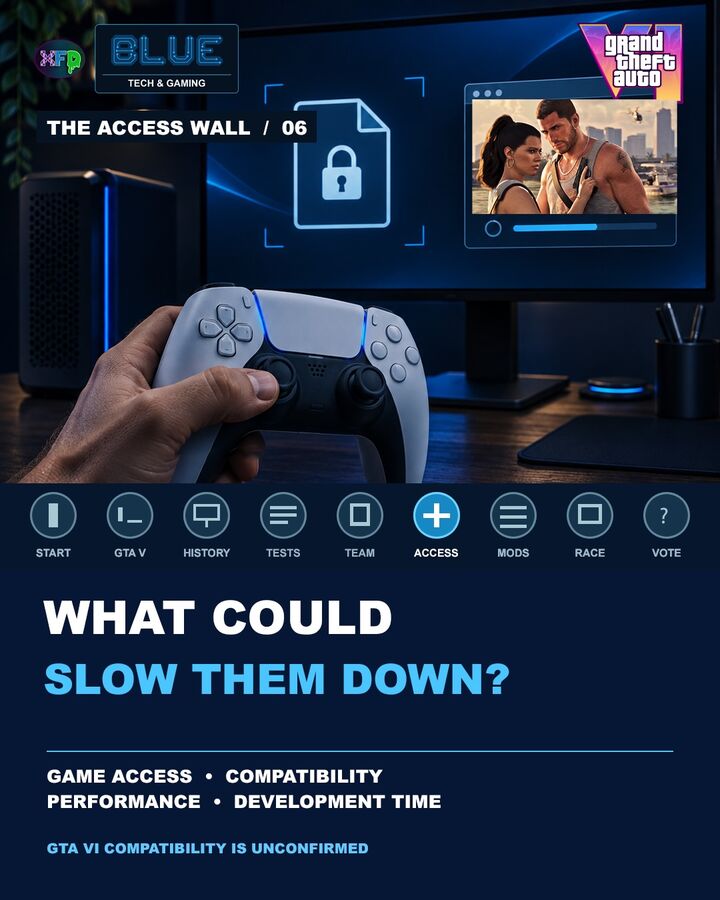 XFP
BLUE
TECH & GAMING
grand
theft
auto
VI
THE ACCESS WALL / 06
START
GTA V
HISTORY
TESTS
TEAM
ACCESS
MODS
RACE
?
VOTE
WHAT COULD
SLOW THEM DOWN?
GAME ACCESS • COMPATIBILITY
PERFORMANCE • DEVELOPMENT TIME
GTA VI COMPATIBILITY IS UNCONFIRMED